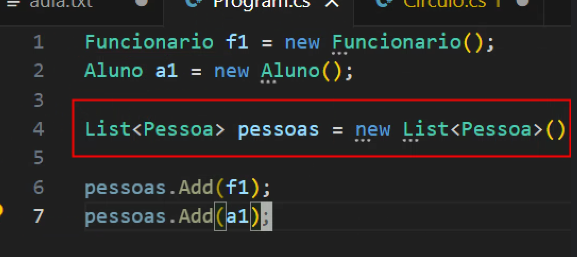 aula.txt Program.cs Circulo.cs 1
1 Funcionario f1 = new Funcionario();
2 Aluno a1 = new Aluno();
3
4 List<Pessoa> pessoas = new List<Pessoa>()
5
6 pessoas.Add(f1);
7 pessoas.Add(a1);